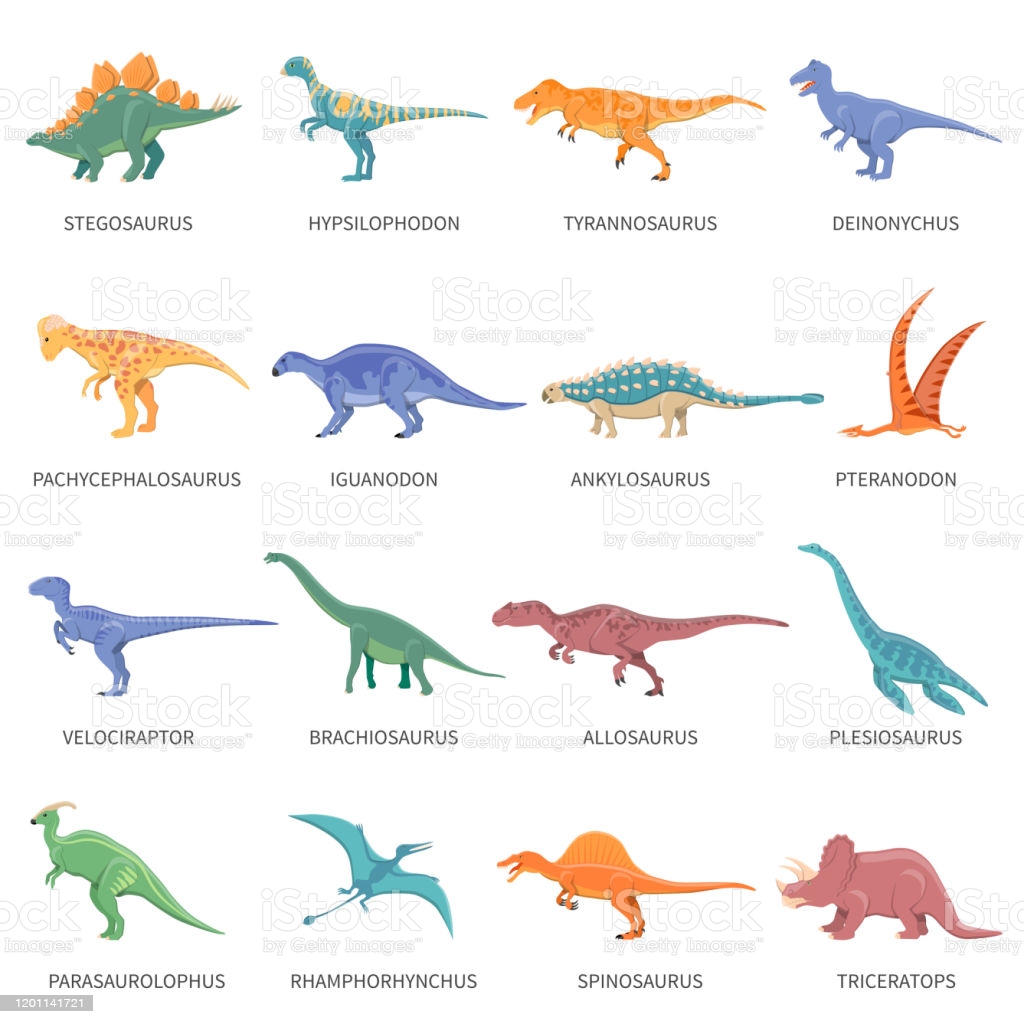 STEGOSAURUS
HYPSILOPHODON
TYRANNOSAURUS
DEINONYCHUS
PACHYCEPHALOSAURUS
IGUANODON
ANKYLOSAURUS
PTERANODON
VELOCIRAPTOR
BRACHIOSAURUS
ALLOSAURUS
PLESIOSAURUS
PARASAUROLOPHUS
RHAMPHORHYNCHUS
SPINOSAURUS
TRICERATOPS
iStock
by Getty Images™
1201141721